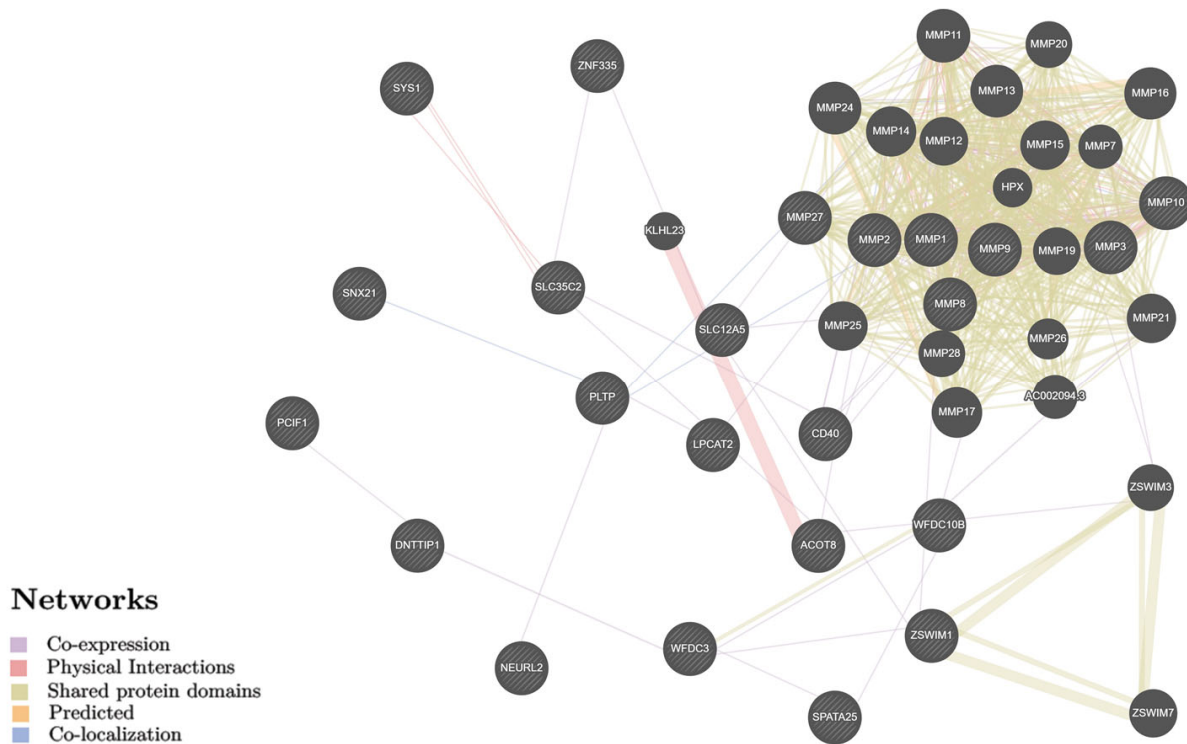 MMP11
MMP20
ZNF335
SYS1
MMP13
MMP16
MMP24
MMP14
MMP12
MMP15
MMP7
HPX
MMP10
MMP27
KLHL23
MMP2
MMP1
MMP9
MMP19
MMP3
SLC35C2
SNX21
MMP8
MMP21
MMP25
SLC12A5
MMP26
MMP28
AC002094.3
PLTP
MMP17
PCIF1
CD40
LPCAT2
ZSWIM3
WFDC10B
DNTTIP1
ACOT8
Networks
Co-expression
Physical Interactions
Shared protein domains
Predicted
Co-localization
ZSWIM1
WFDC3
NEURL2
ZSWIM7
SPATA25